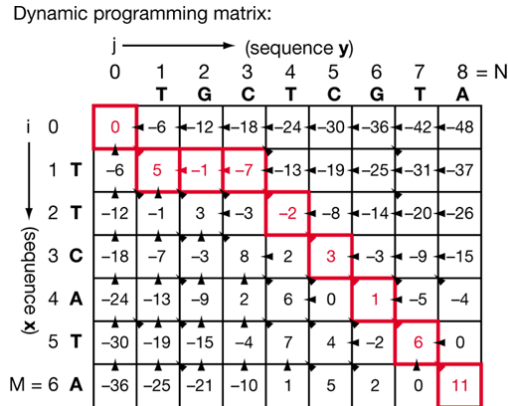 Dynamic programming matrix:
j (sequence y)
0 1 2 3 4 5 6 7 8 = N
T G C T C G T A
i 0 0 -6 -12 -18 -24 -30 -36 -42 -48
1 T -6 5 -1 -7 -13 -19 -25 -31 -37
2 T -12 -1 3 -3 -2 -8 -14 -20 -26
3 C -18 -7 -3 8 2 3 -3 -9 -15
4 A -24 -13 -9 2 6 0 1 -5 -4
5 T -30 -19 -15 -4 7 4 -2 6 0
M = 6 A -36 -25 -21 -10 1 5 2 0 11
(sequence x)